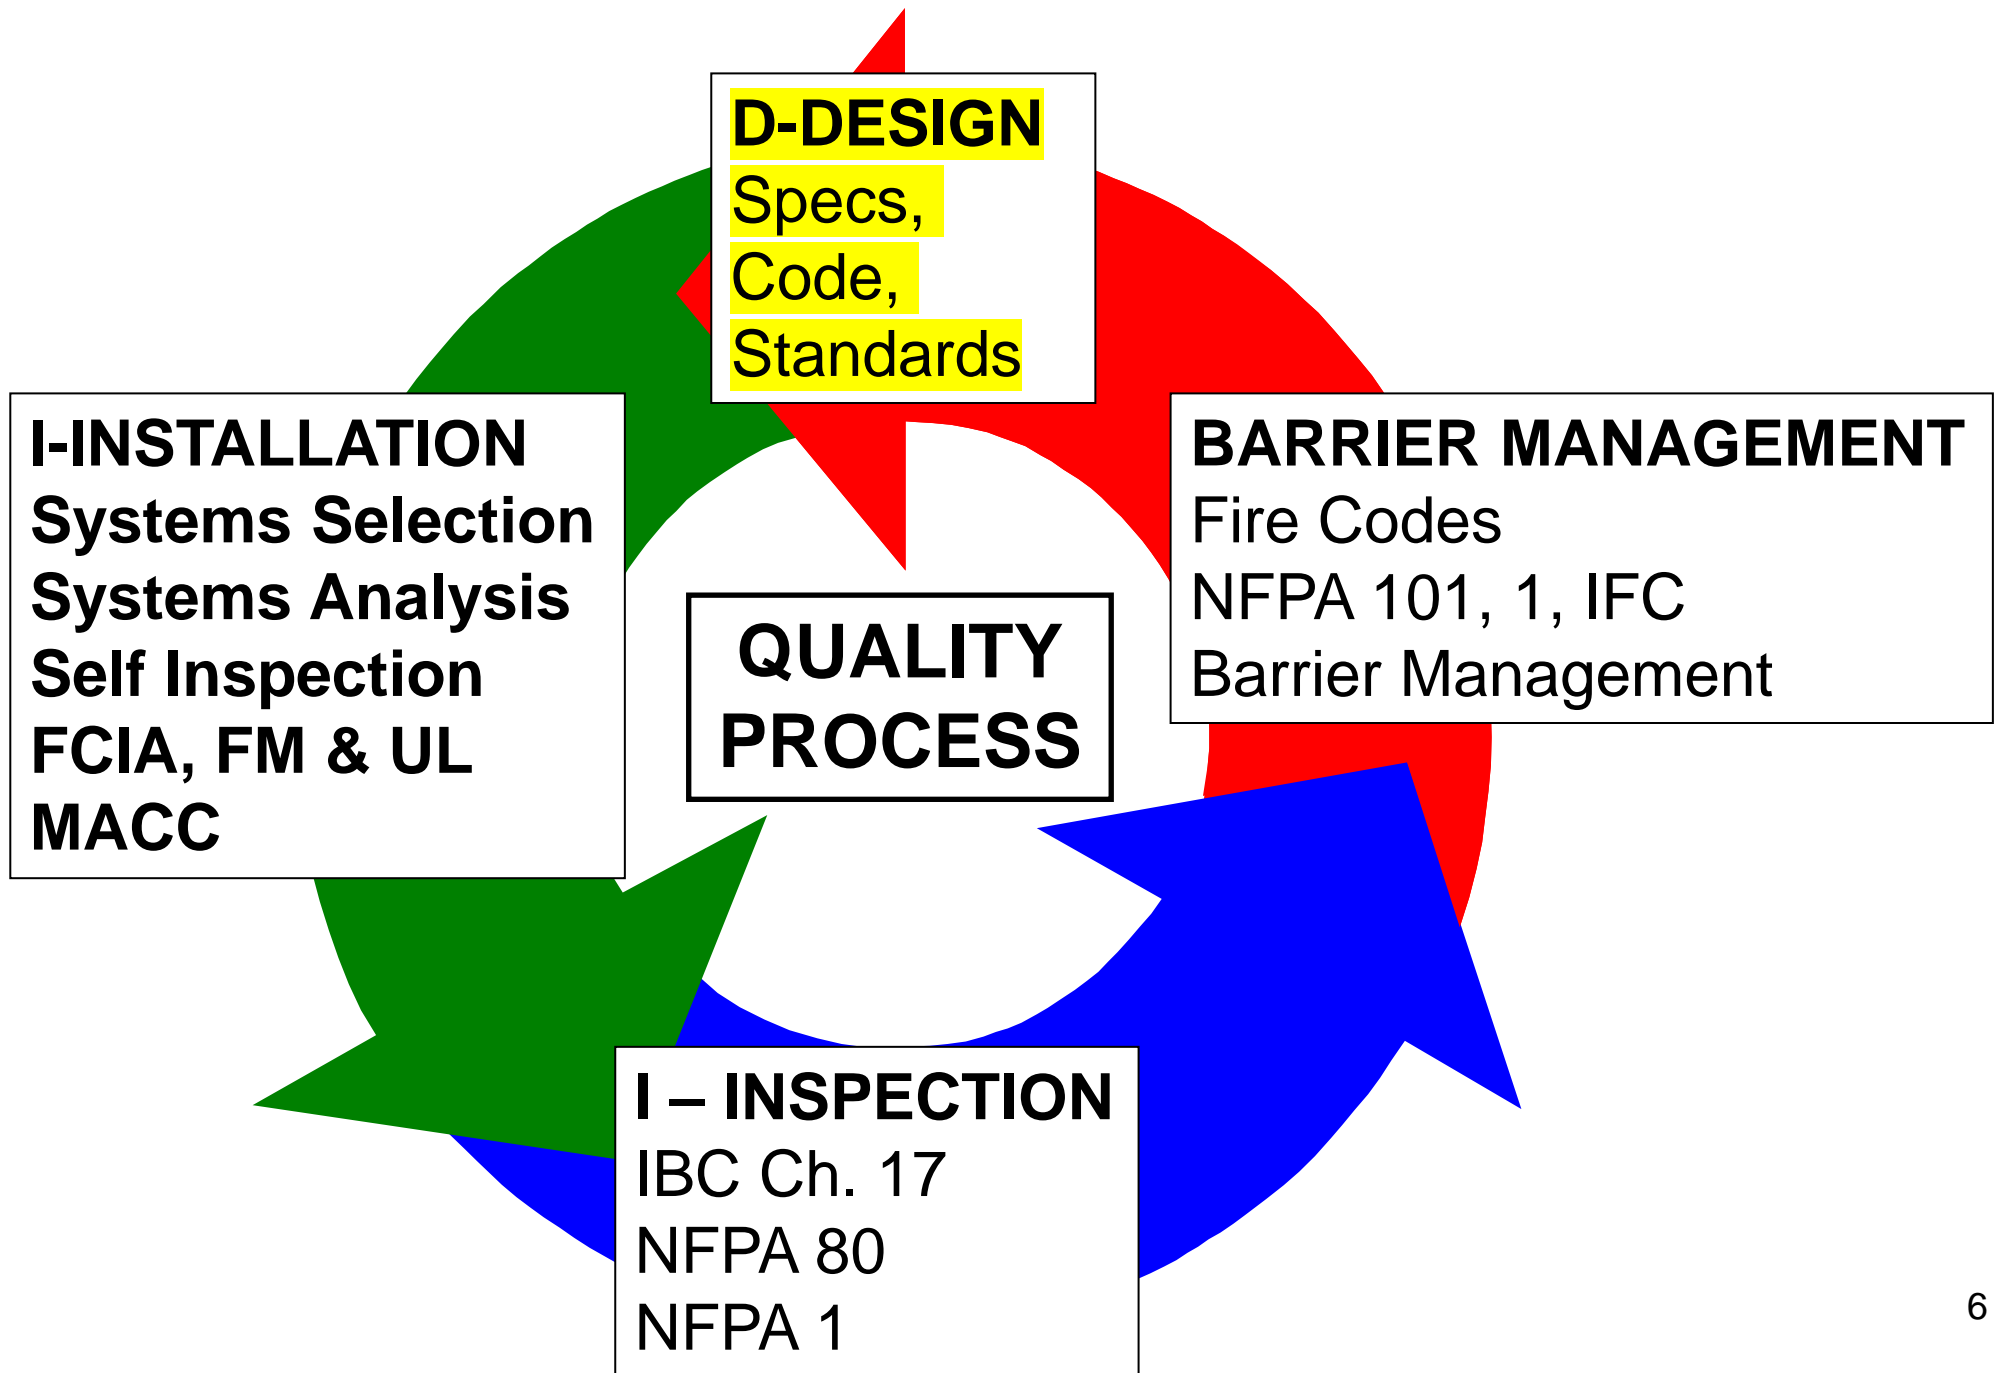 D-DESIGN
Specs,
Code,
Standards
I-INSTALLATION
Systems Selection
Systems Analysis
Self Inspection
FCIA, FM & UL
MACC
BARRIER MANAGEMENT
Fire Codes
NFPA 101, 1, IFC
Barrier Management
QUALITY
PROCESS
I – INSPECTION
IBC Ch. 17
NFPA 80
NFPA 1
6